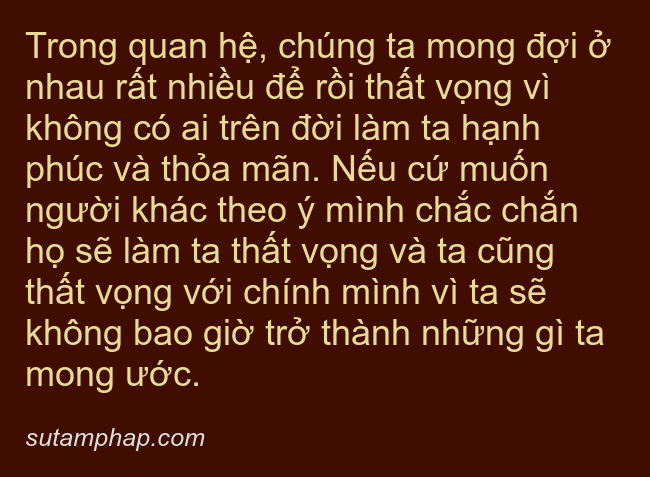 Trong quan hệ, chúng ta mong đợi ở
nhau rất nhiều để rồi thất vọng vì
không có ai trên đời làm ta hạnh
phúc và thỏa mãn. Nếu cứ muốn
người khác theo ý mình chắc chắn
họ sẽ làm ta thất vọng và ta cũng
thất vọng với chính mình vì ta sẽ
không bao giờ trở thành những gì ta
mong ước.
sutamphap.com